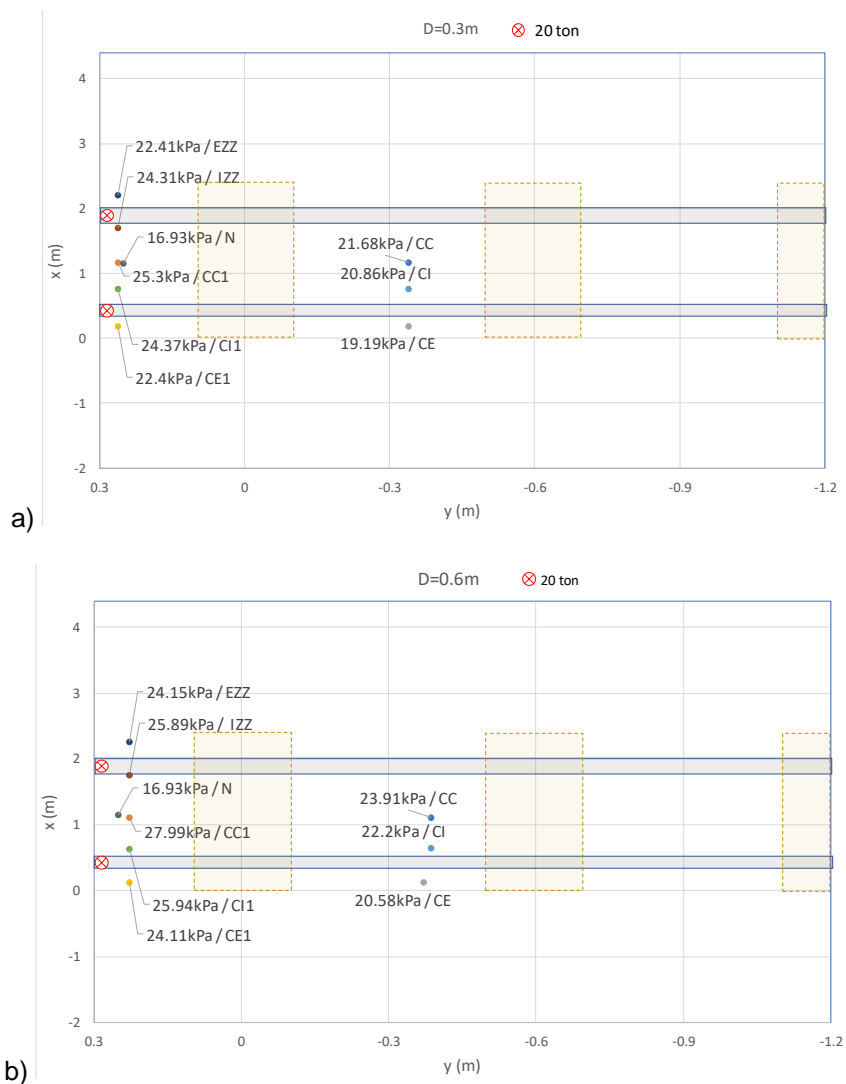 D=0.3m 20 ton
4
3
22.41kPa / EZZ
24.31kPa / IZZ
2
16.93kPa / N
21.68kPa / CC
x (m)
1
20.86kPa / CI
25.3kPa / CC1
0
24.37kPa / CI1
19.19kPa / CE
22.4kPa / CE1
-1
-2
0.3 0 -0.3 -0.6 -0.9 -1.2
y (m)
a)
D=0.6m 20 ton
4
3
24.15kPa / EZZ
25.89kPa / IZZ
2
16.93kPa / N
23.91kPa / CC
x (m)
1
27.99kPa / CC1
22.2kPa / CI
0
25.94kPa / CI1
20.58kPa / CE
24.11kPa / CE1
-1
-2
0.3 0 -0.3 -0.6 -0.9 -1.2
y (m)
b)